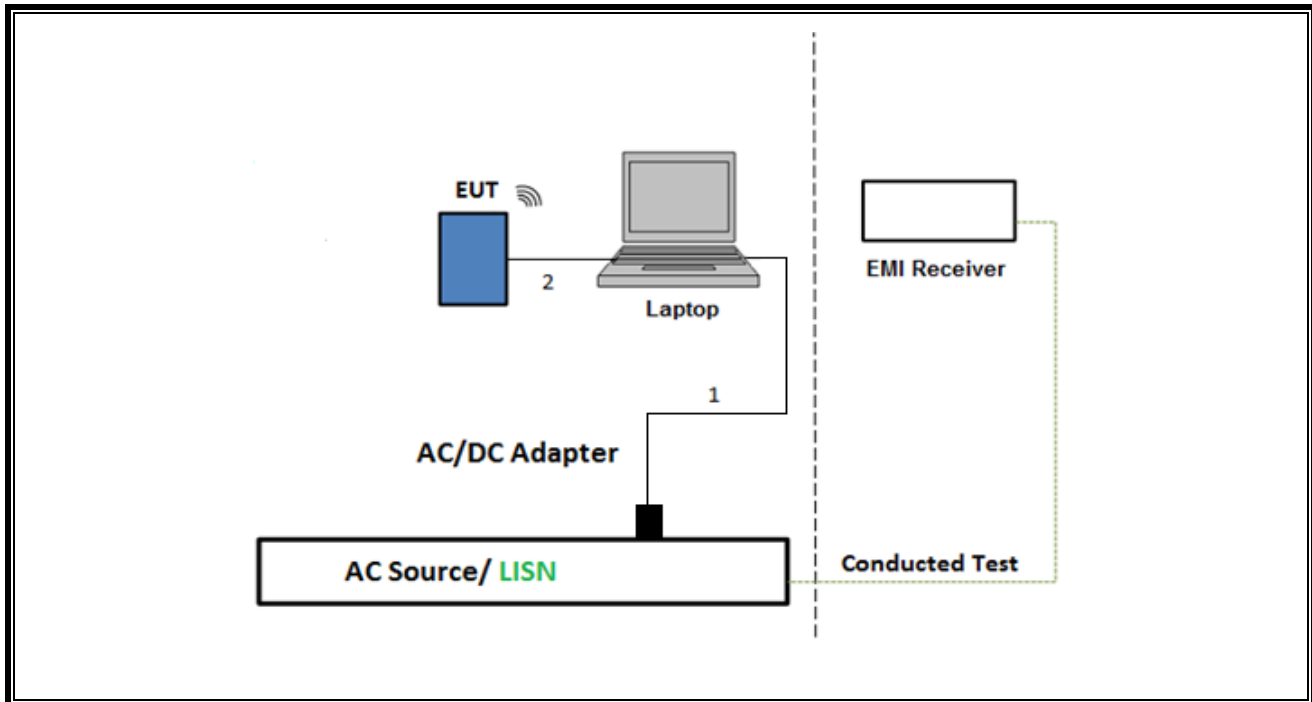 EUT
2
Laptop
EMI Receiver
1
AC/DC Adapter
AC Source/ LISN
Conducted Test